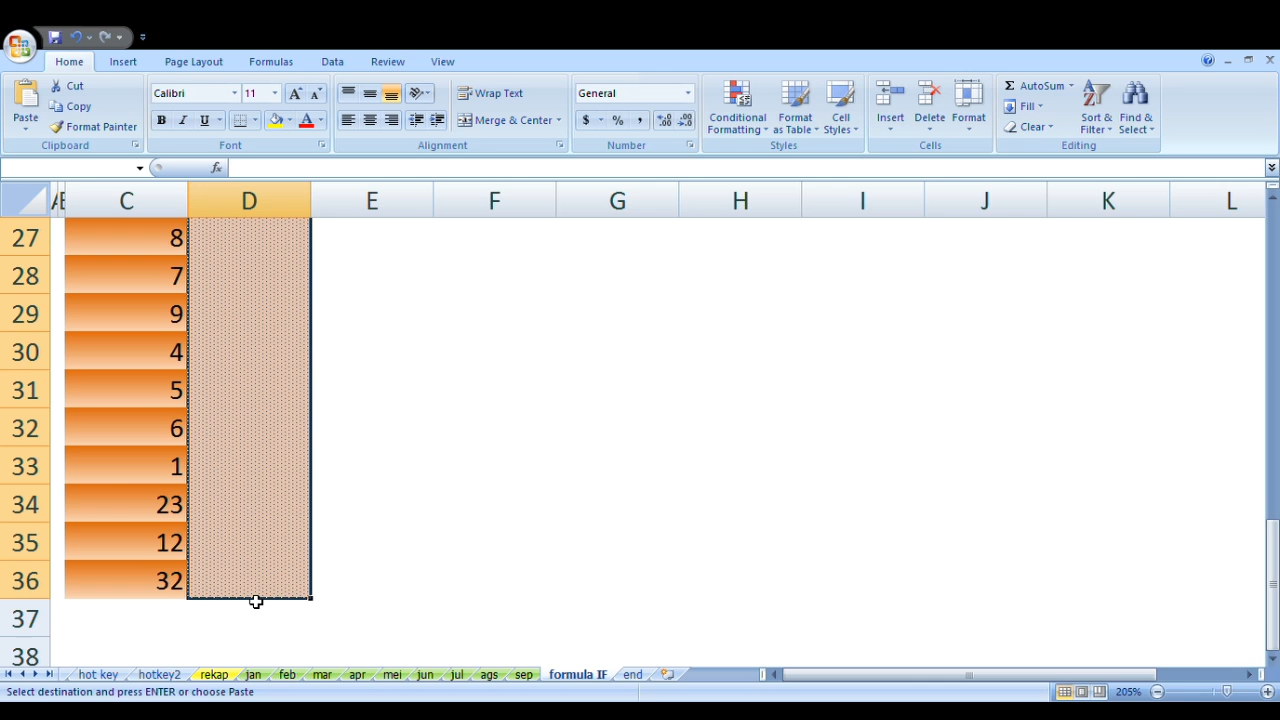 Home Insert Page Layout Formulas Data Review View
Paste
Cut
Copy
Format Painter
Clipboard
Calibri 11
B I U
Font
Wrap Text
Merge & Center
Alignment
General
$ % ,
Number
Conditional Formatting
Format as Table
Cell Styles
Styles
Insert Delete Format
Cells
Σ AutoSum
Fill
Clear
Sort & Filter
Find & Select
Editing
fx
C D E F G H I J K L
27 8
28 7
29 9
30 4
31 5
32 6
33 1
34 23
35 12
36 32
37
38
hot key hotkey2 rekap jan feb mar apr mei jun jul ags sep formula IF end
Select destination and press ENTER or choose Paste 205%